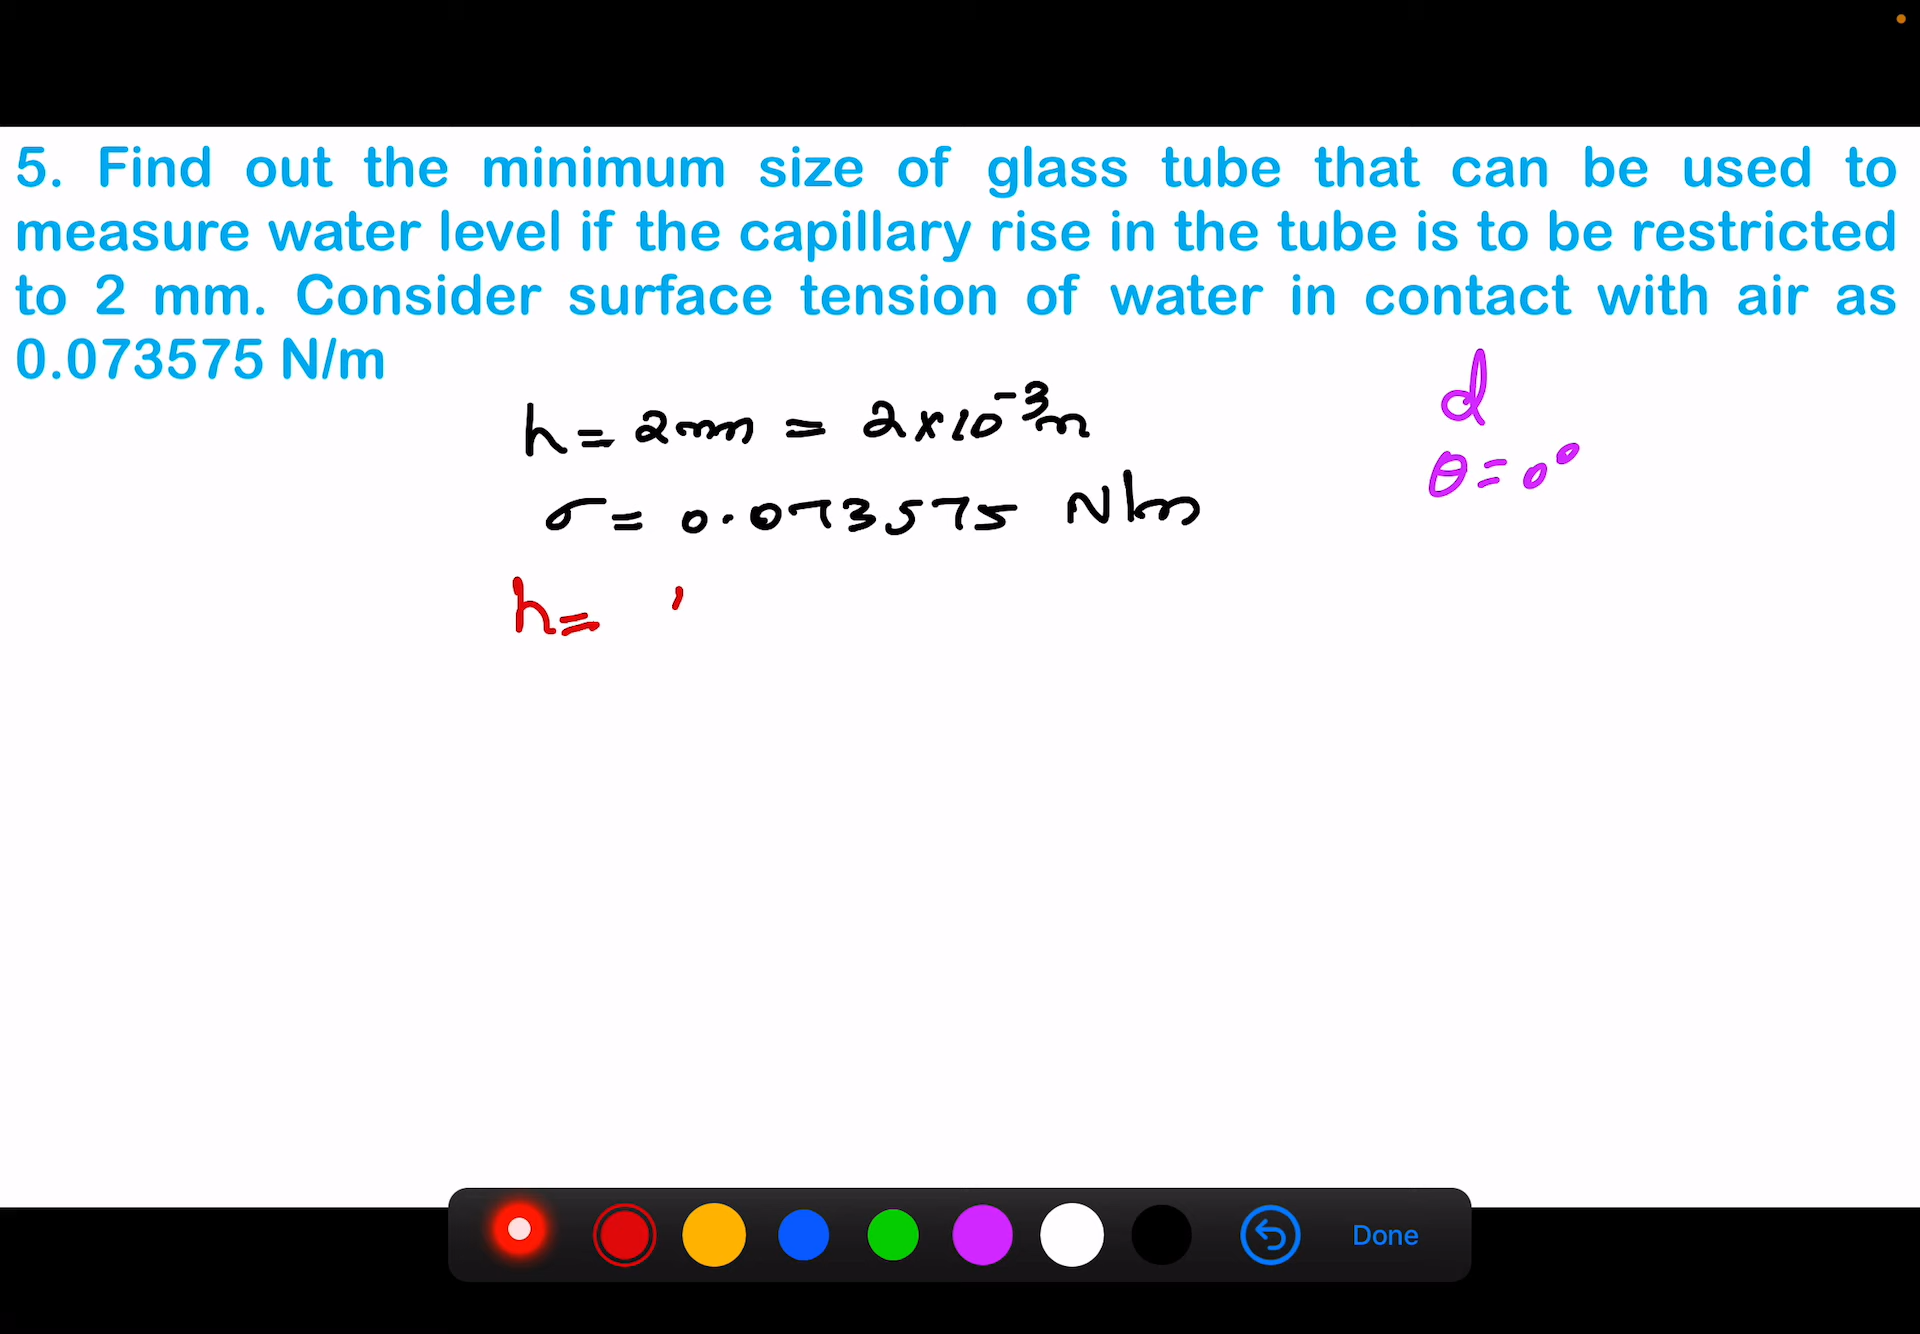 5. Find out the minimum size of glass tube that can be used to
measure water level if the capillary rise in the tube is to be restricted
to 2 mm. Consider surface tension of water in contact with air as
0.073575 N/m
d
h = 2mm = 2×10⁻³m
θ = 0°
σ = 0.073575 N/m
h =
Done